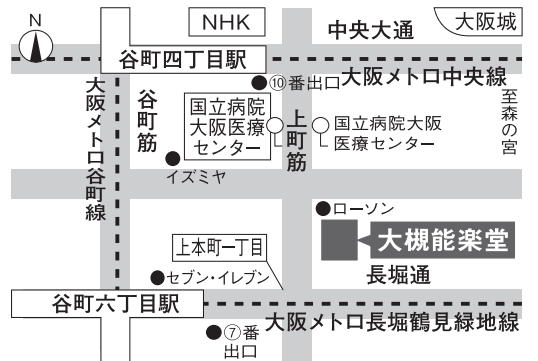 N
NHK
大阪城
中央大通
谷町四丁目駅
大阪メトロ中央線
⑩番出口
大阪メトロ谷町線
谷町筋
国立病院
大阪医療
センター
上町筋
国立病院大阪
医療センター
至森の宮
イズミヤ
ローソン
大槻能楽堂
上本町一丁目
セブン・イレブン
長堀通
谷町六丁目駅
大阪メトロ長堀鶴見緑地線
⑦番
出口